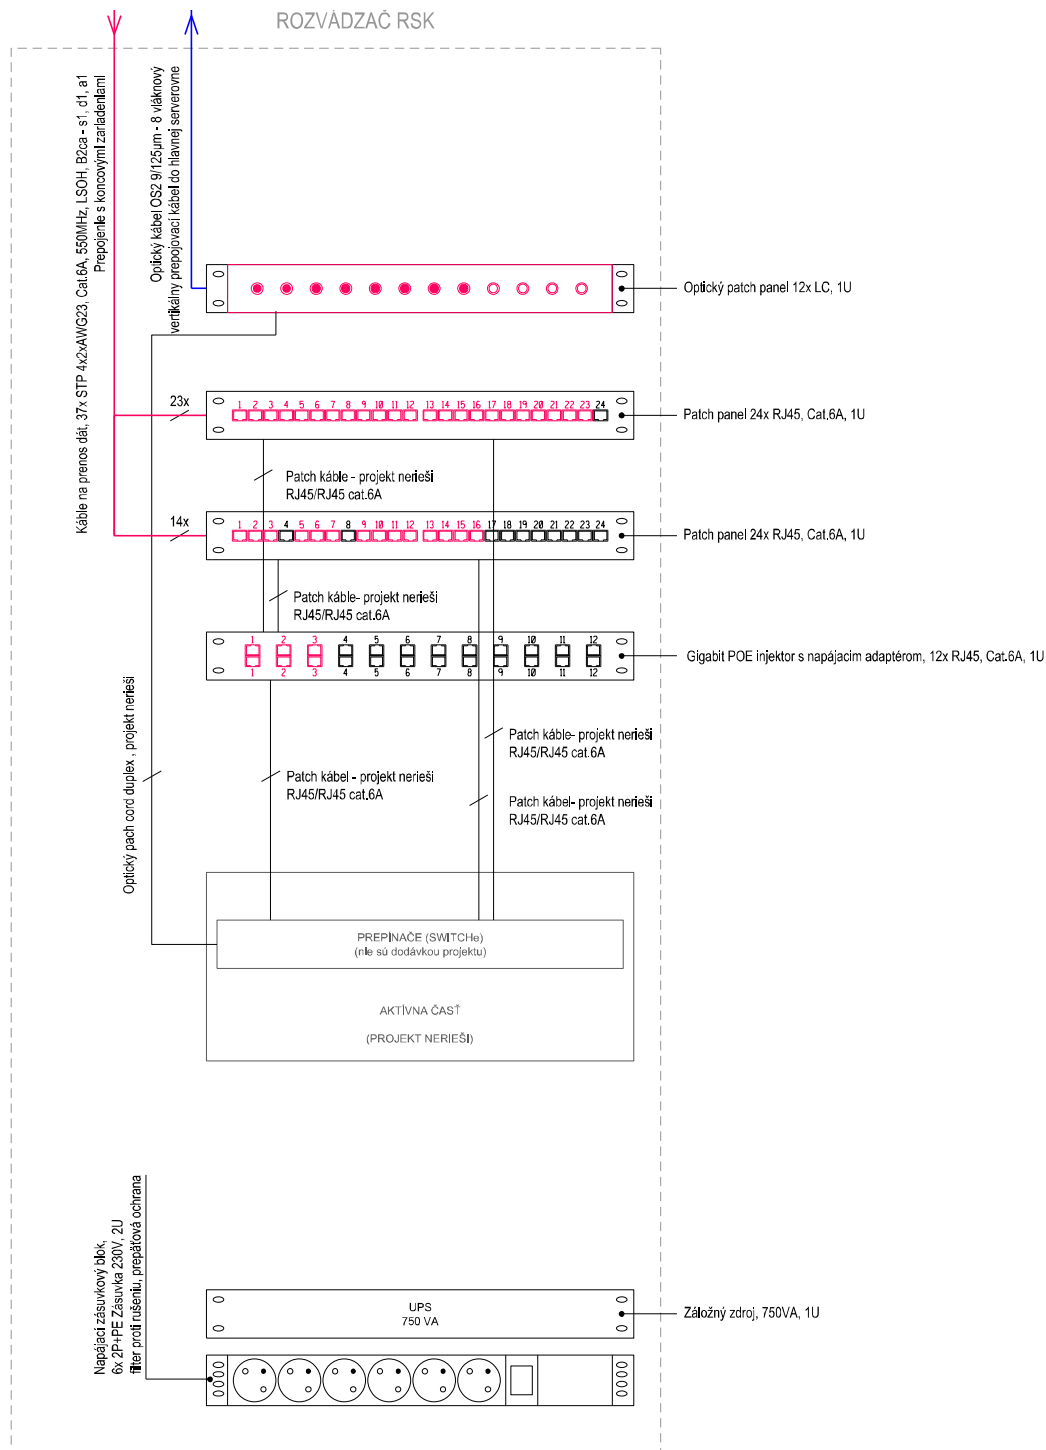 ROZVÁDZAČ RSK
Káble na prenos dát, 37x STP 4x2xAWG23, Cat.6A, 550MHz, LSOH, B2ca - s1, d1, a1
Prepojenie s koncovými zariadeniami
Optický kábel OS2 9/125µm - 8 vláknový
vertikálny prepojovací kábel do hlavnej serverovne
Optický patch panel 12x LC, 1U
23x
1 2 3 4 5 6 7 8 9 10 11 12 13 14 15 16 17 18 19 20 21 22 23 24
Patch panel 24x RJ45, Cat.6A, 1U
Patch káble - projekt nerieši
RJ45/RJ45 cat.6A
14x
1 2 3 4 5 6 7 8 9 10 11 12 13 14 15 16 17 18 19 20 21 22 23 24
Patch panel 24x RJ45, Cat.6A, 1U
Patch káble- projekt nerieši
RJ45/RJ45 cat.6A
1 2 3 4 5 6 7 8 9 10 11 12
1 2 3 4 5 6 7 8 9 10 11 12
Gigabit POE injektor s napájacim adaptérom, 12x RJ45, Cat.6A, 1U
Optický pach cord duplex , projekt nerieši
Patch káble- projekt nerieši
RJ45/RJ45 cat.6A
Patch kábel - projekt nerieši
RJ45/RJ45 cat.6A
Patch kábel- projekt nerieši
RJ45/RJ45 cat.6A
PREPÍNAČE (SWITCHe)
(nie sú dodávkou projektu)
AKTÍVNA ČASŤ
(PROJEKT NERIEŠI)
Napájací zásuvkový blok,
6x 2P+PE Zásuvka 230V, 2U
filter proti rušeniu, prepäťová ochrana
UPS
750 VA
Záložný zdroj, 750VA, 1U